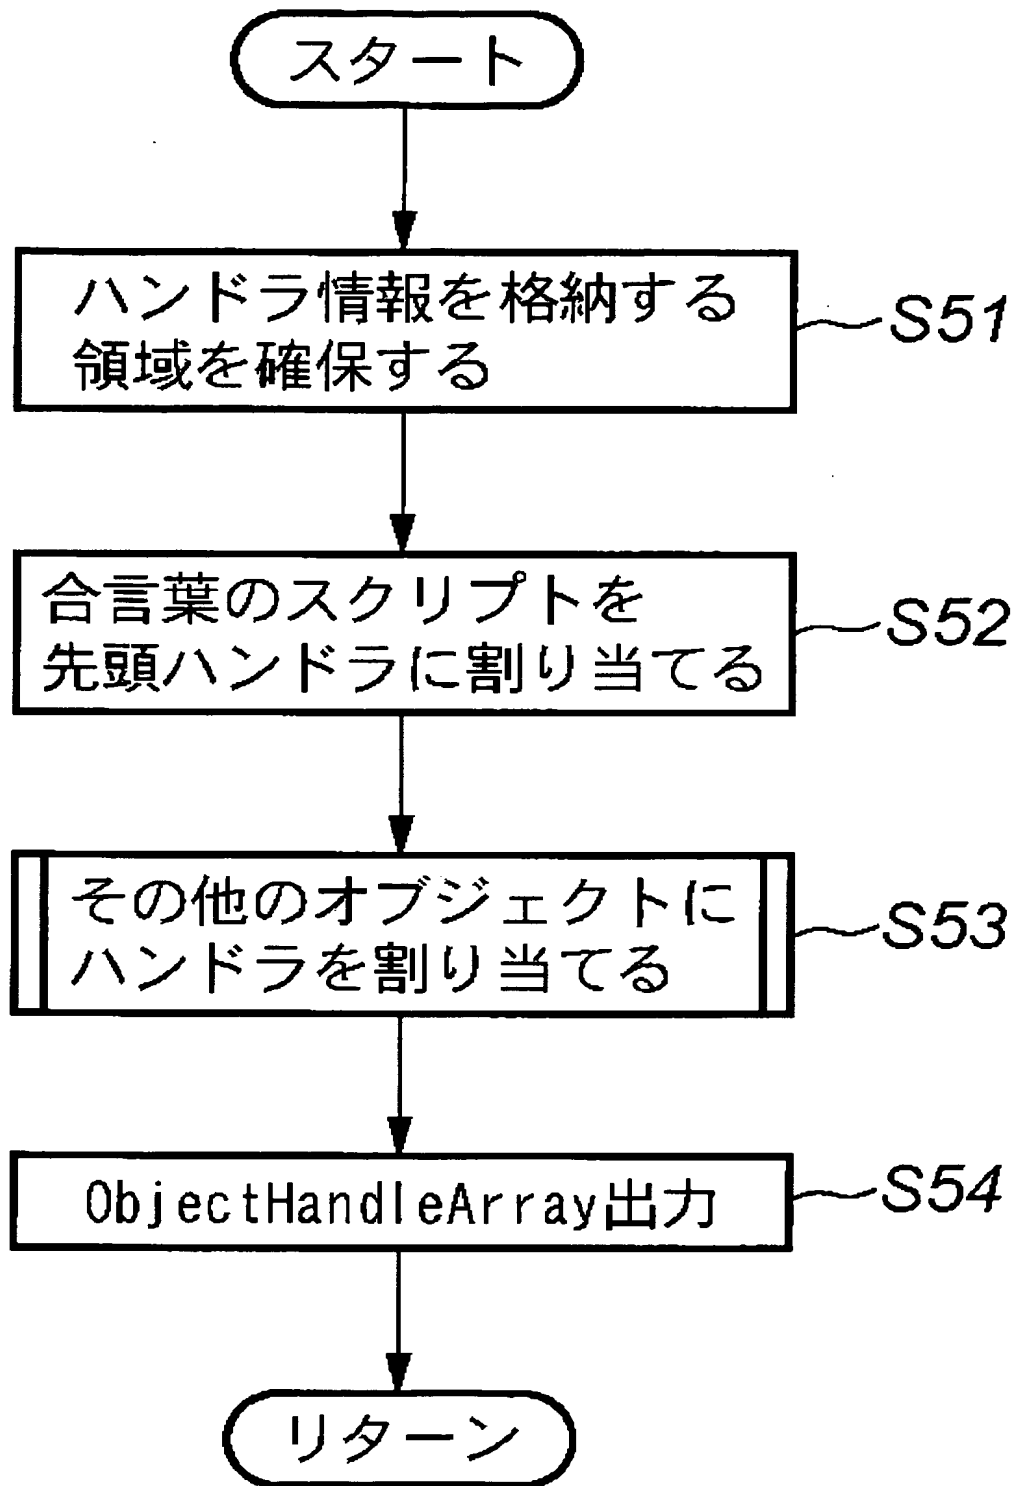 スタート
ハンドラ情報を格納する
領域を確保する
S51
合言葉のスクリプトを
先頭ハンドラに割り当てる
S52
その他のオブジェクトに
ハンドラを割り当てる
S53
ObjectHandleArray出力
S54
リターン